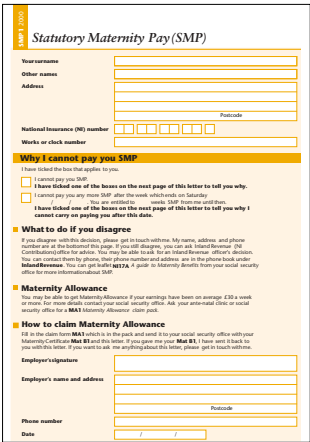 SMP 1 2000
Statutory Maternity Pay (SMP)
Your surname
Other names
Address
Postcode
National Insurance (NI) number
Works or clock number
Why I cannot pay you SMP
I have ticked the box that applies to you.
I cannot pay you SMP.
I have ticked one of the boxes on the next page of this letter to tell you why.
I cannot pay you any more SMP after the week which ends on Saturday
/ / . You are entitled to weeks SMP from me until then.
I have ticked one of the boxes on the next page of this letter to tell you why I
cannot carry on paying you after this date.
What to do if you disagree
If you disagree with this decision, please get in touch with me. My name, address and phone
number are at the bottom of this page. If you still disagree, you can ask Inland Revenue (NI
Contributions) office for advice. You may be able to ask for an Inland Revenue officer's decision.
You can contact them by phone, their phone number and address are in the phone book under
Inland Revenue. You can get leaflet NI17A A guide to Maternity Benefits from your social security
office for more information about SMP.
Maternity Allowance
You may be able to get Maternity Allowance if your earnings have been on average £30 a week
or more. For more details contact your social security office. Ask your ante-natal clinic or social
security office for a MA1 Maternity Allowance claim pack.
How to claim Maternity Allowance
Fill in the claim form MA1 which is in the pack and send it to your social security office with your
Maternity Certificate Mat B1 and this letter. If you gave me your Mat B1, I have sent it back to
you with this letter. If you want to ask me anything about this letter, please get in touch with me.
Employer's signature
Employer's name and address
Postcode
Phone number
Date / /